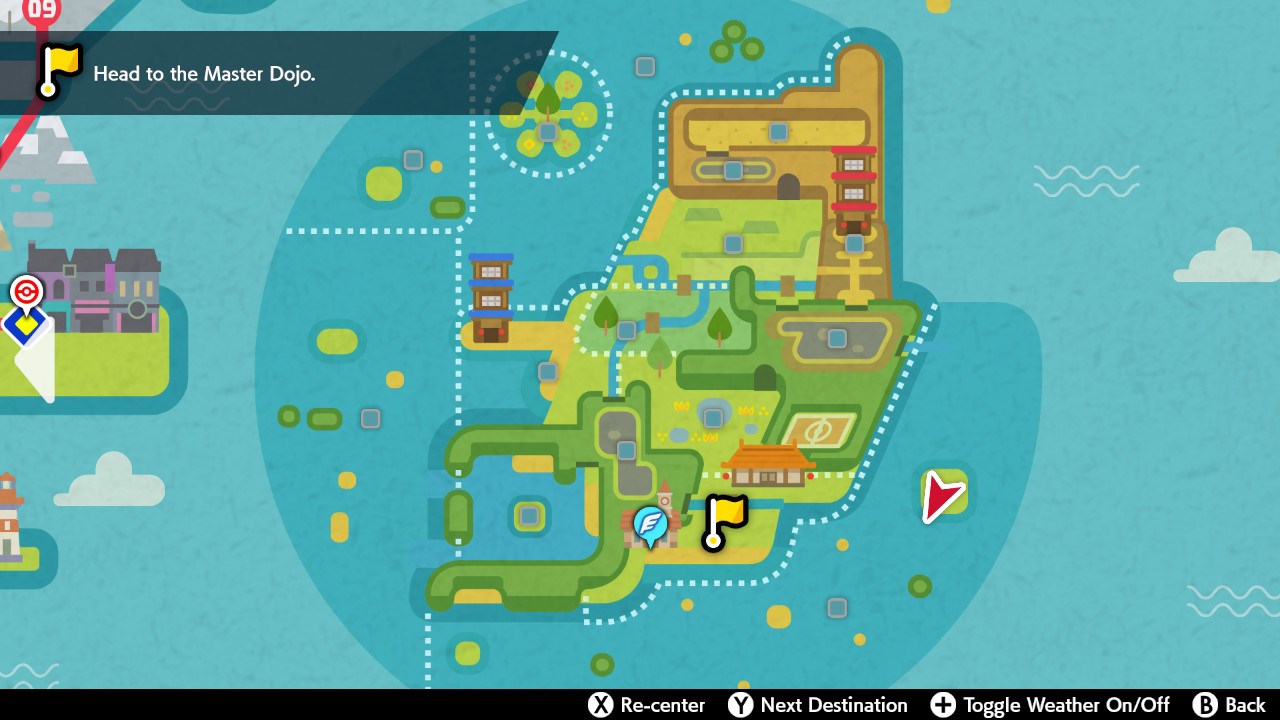 09
Head to the Master Dojo.
X Re-center Y Next Destination + Toggle Weather On/Off B Back